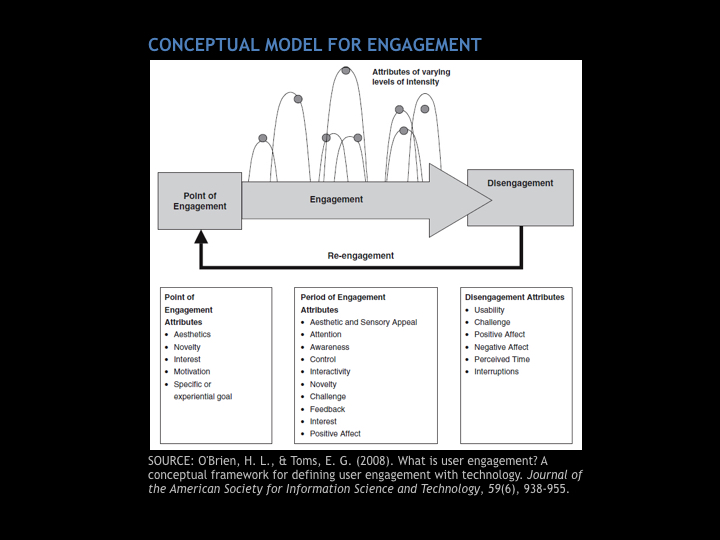 CONCEPTUAL MODEL FOR ENGAGEMENT
Attributes of varying
levels of Intensity
Point of
Engagement
Engagement
Disengagement
Re-engagement
Point of
Engagement
Attributes
• Aesthetics
• Novelty
• Interest
• Motivation
• Specific or
experiential goal
Period of Engagement
Attributes
• Aesthetic and Sensory Appeal
• Attention
• Awareness
• Control
• Interactivity
• Novelty
• Challenge
• Feedback
• Interest
• Positive Affect
Disengagement Attributes
• Usability
• Challenge
• Positive Affect
• Negative Affect
• Perceived Time
• Interruptions
SOURCE: O'Brien, H. L., & Toms, E. G. (2008). What is user engagement? A
conceptual framework for defining user engagement with technology. Journal of
the American Society for Information Science and Technology, 59(6), 938-955.